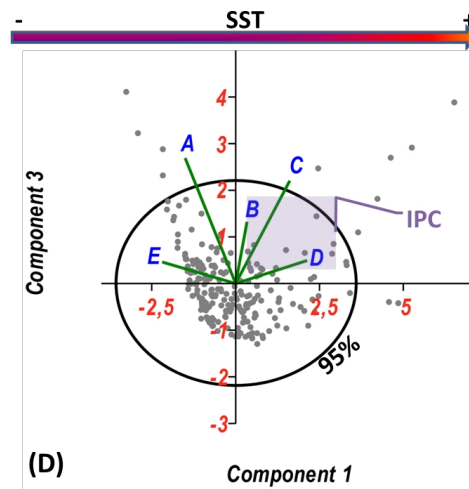 - SST +
4
A
3
C
2
B
IPC
1
E
D
-2,5
2,5
5
-1
95%
-2
-3
Component 3
(D)
Component 1